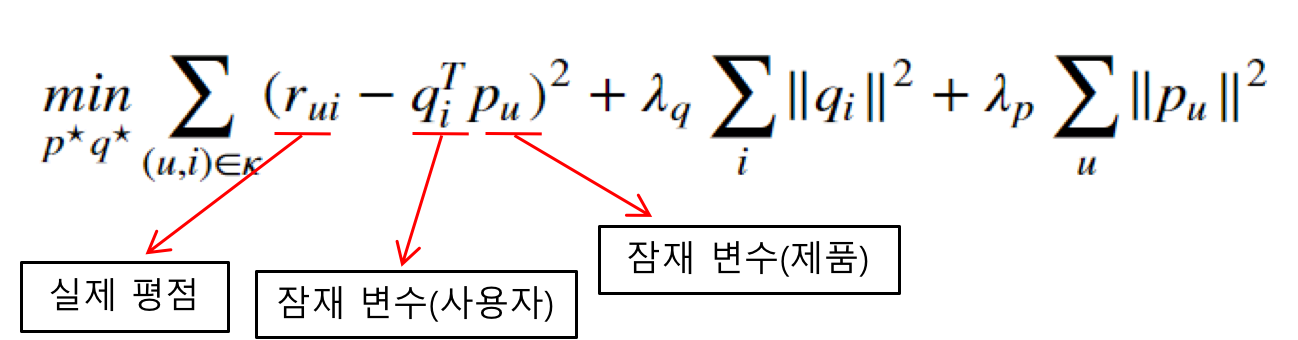 min p⋆q⋆ ∑ (u,i)∈κ (r_ui − q_i^T p_u)^2 + λ_q ∑ i ‖q_i‖^2 + λ_p ∑ u ‖p_u‖^2
잠재 변수(제품)
실제 평점
잠재 변수(사용자)